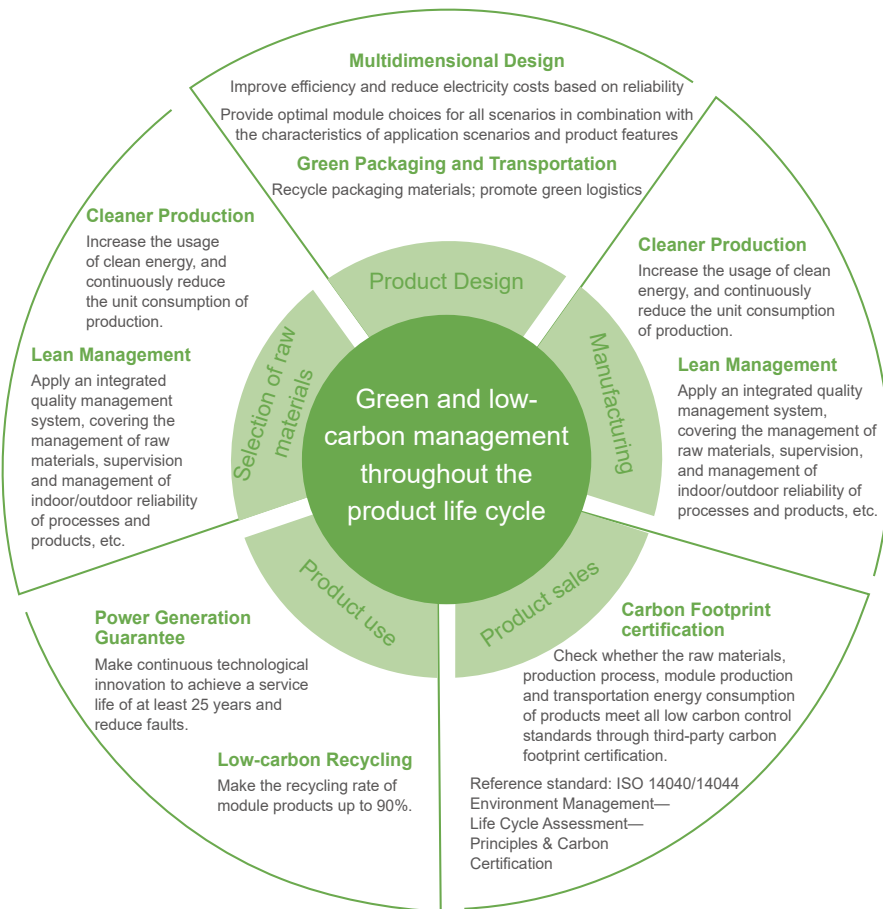 Multidimensional Design
Improve efficiency and reduce electricity costs based on reliability
Provide optimal module choices for all scenarios in combination with
the characteristics of application scenarios and product features
Green Packaging and Transportation
Recycle packaging materials; promote green logistics
Product Design
Cleaner Production
Increase the usage of clean
energy, and continuously
reduce the unit consumption
of production.
Lean Management
Apply an integrated quality
management system,
covering the management of
raw materials, supervision,
and management of
indoor/outdoor reliability of
processes and products, etc.
Manufacturing
Carbon Footprint
certification
Check whether the raw materials,
production process, module production
and transportation energy consumption
of products meet all low carbon control
standards through third-party carbon
footprint certification.
Reference standard: ISO 14040/14044
Environment Management—
Life Cycle Assessment—
Principles & Carbon
Certification
Product sales
Power Generation
Guarantee
Make continuous technological
innovation to achieve a service
life of at least 25 years and
reduce faults.
Low-carbon Recycling
Make the recycling rate of
module products up to 90%.
Product use
Cleaner Production
Increase the usage
of clean energy, and
continuously reduce
the unit consumption of
production.
Lean Management
Apply an integrated
quality management
system, covering the
management of raw
materials, supervision
and management of
indoor/outdoor reliability
of processes and
products, etc.
Selection of raw
materials
Green and low-
carbon management
throughout the
product life cycle